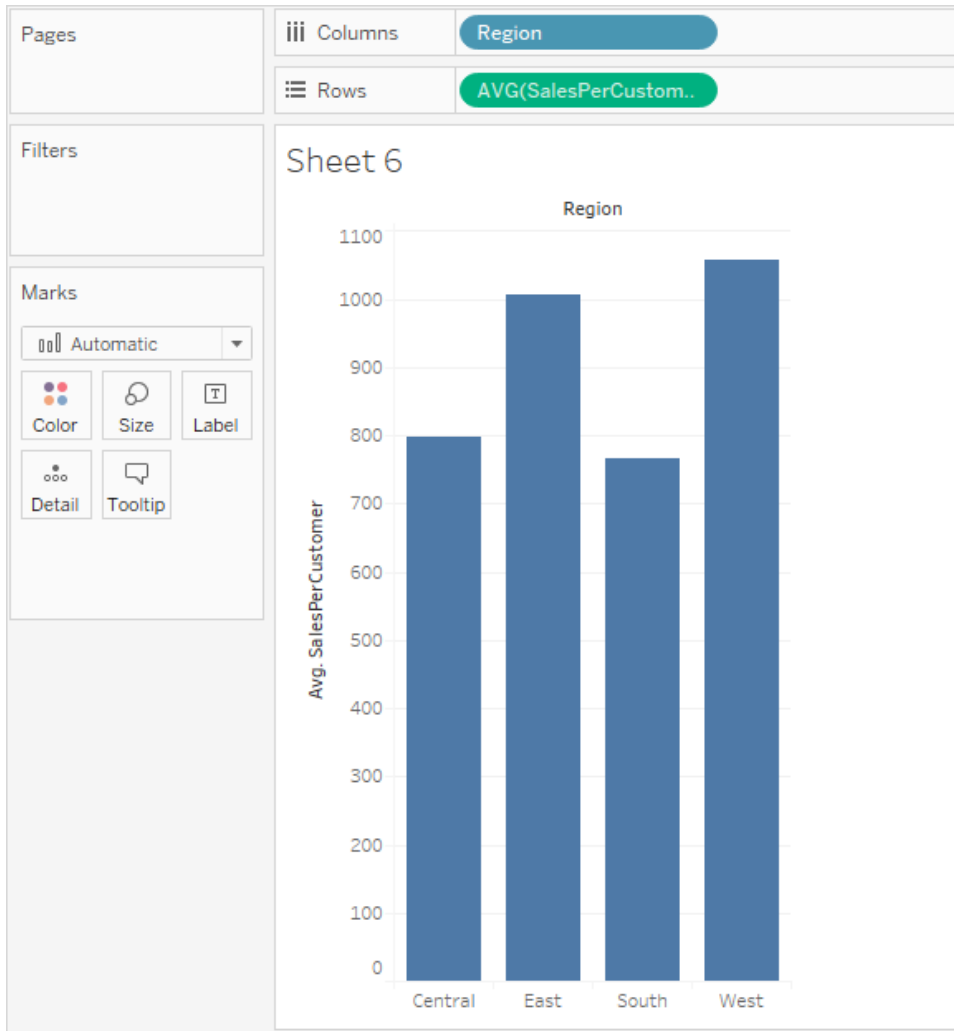 Pages
Columns
Region
Rows
AVG(SalesPerCustom..
Filters
Marks
Automatic
Color
Size
T
Label
Detail
Tooltip
Sheet 6
Region
1100
1000
900
800
700
600
500
400
300
200
100
0
Avg. SalesPerCustomer
Central
East
South
West